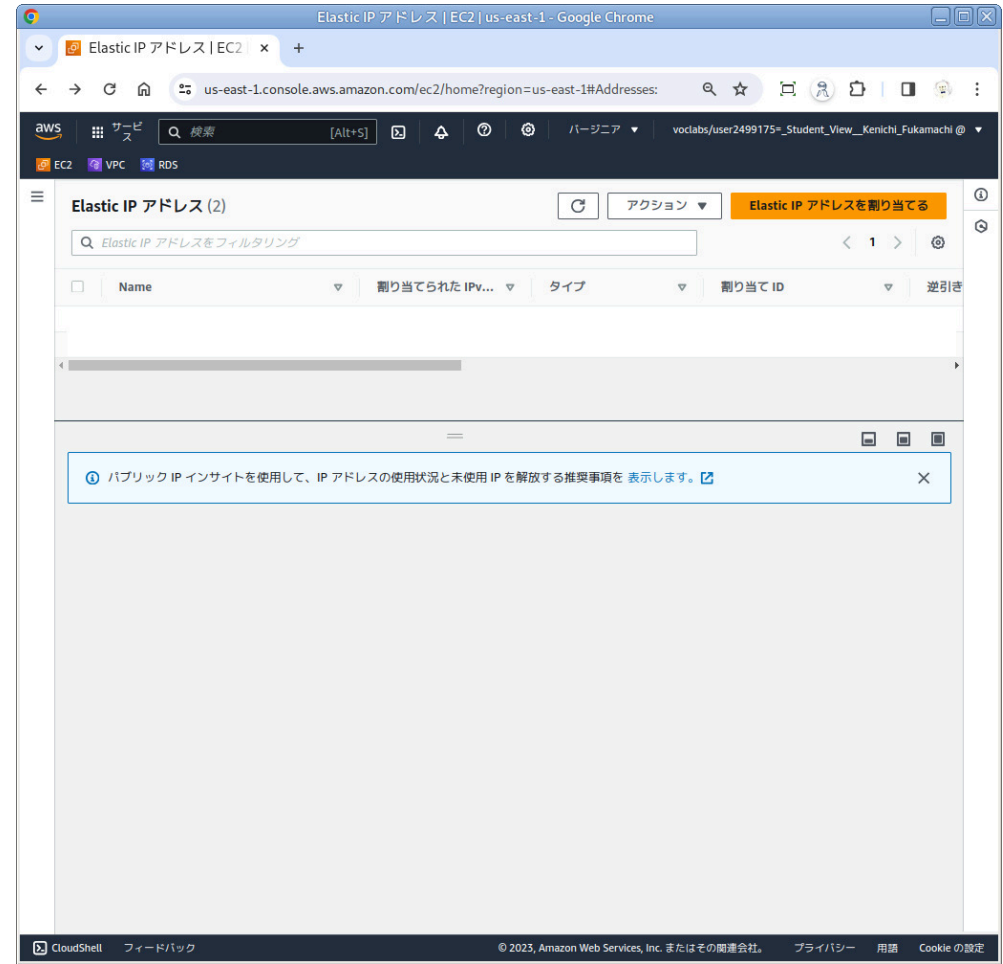 Elastic IP アドレス | EC2 | us-east-1 - Google Chrome
Elastic IP アドレス | EC2
us-east-1.console.aws.amazon.com/ec2/home?region=us-east-1#Addresses:
aws サービス 検索 [Alt+S] バージニア voclabs/user2499175=_Student_View__Kenichi_Fukamachi @
EC2 VPC RDS
Elastic IP アドレス (2) アクション Elastic IP アドレスを割り当てる
Elastic IP アドレスをフィルタリング 1
Name 割り当てられた IPv... タイプ 割り当て ID 逆引き
パブリック IP インサイトを使用して、IP アドレスの使用状況と未使用 IP を解放する推奨事項を 表示します。
CloudShell フィードバック © 2023, Amazon Web Services, Inc. またはその関連会社。 プライバシー 用語 Cookie の設定